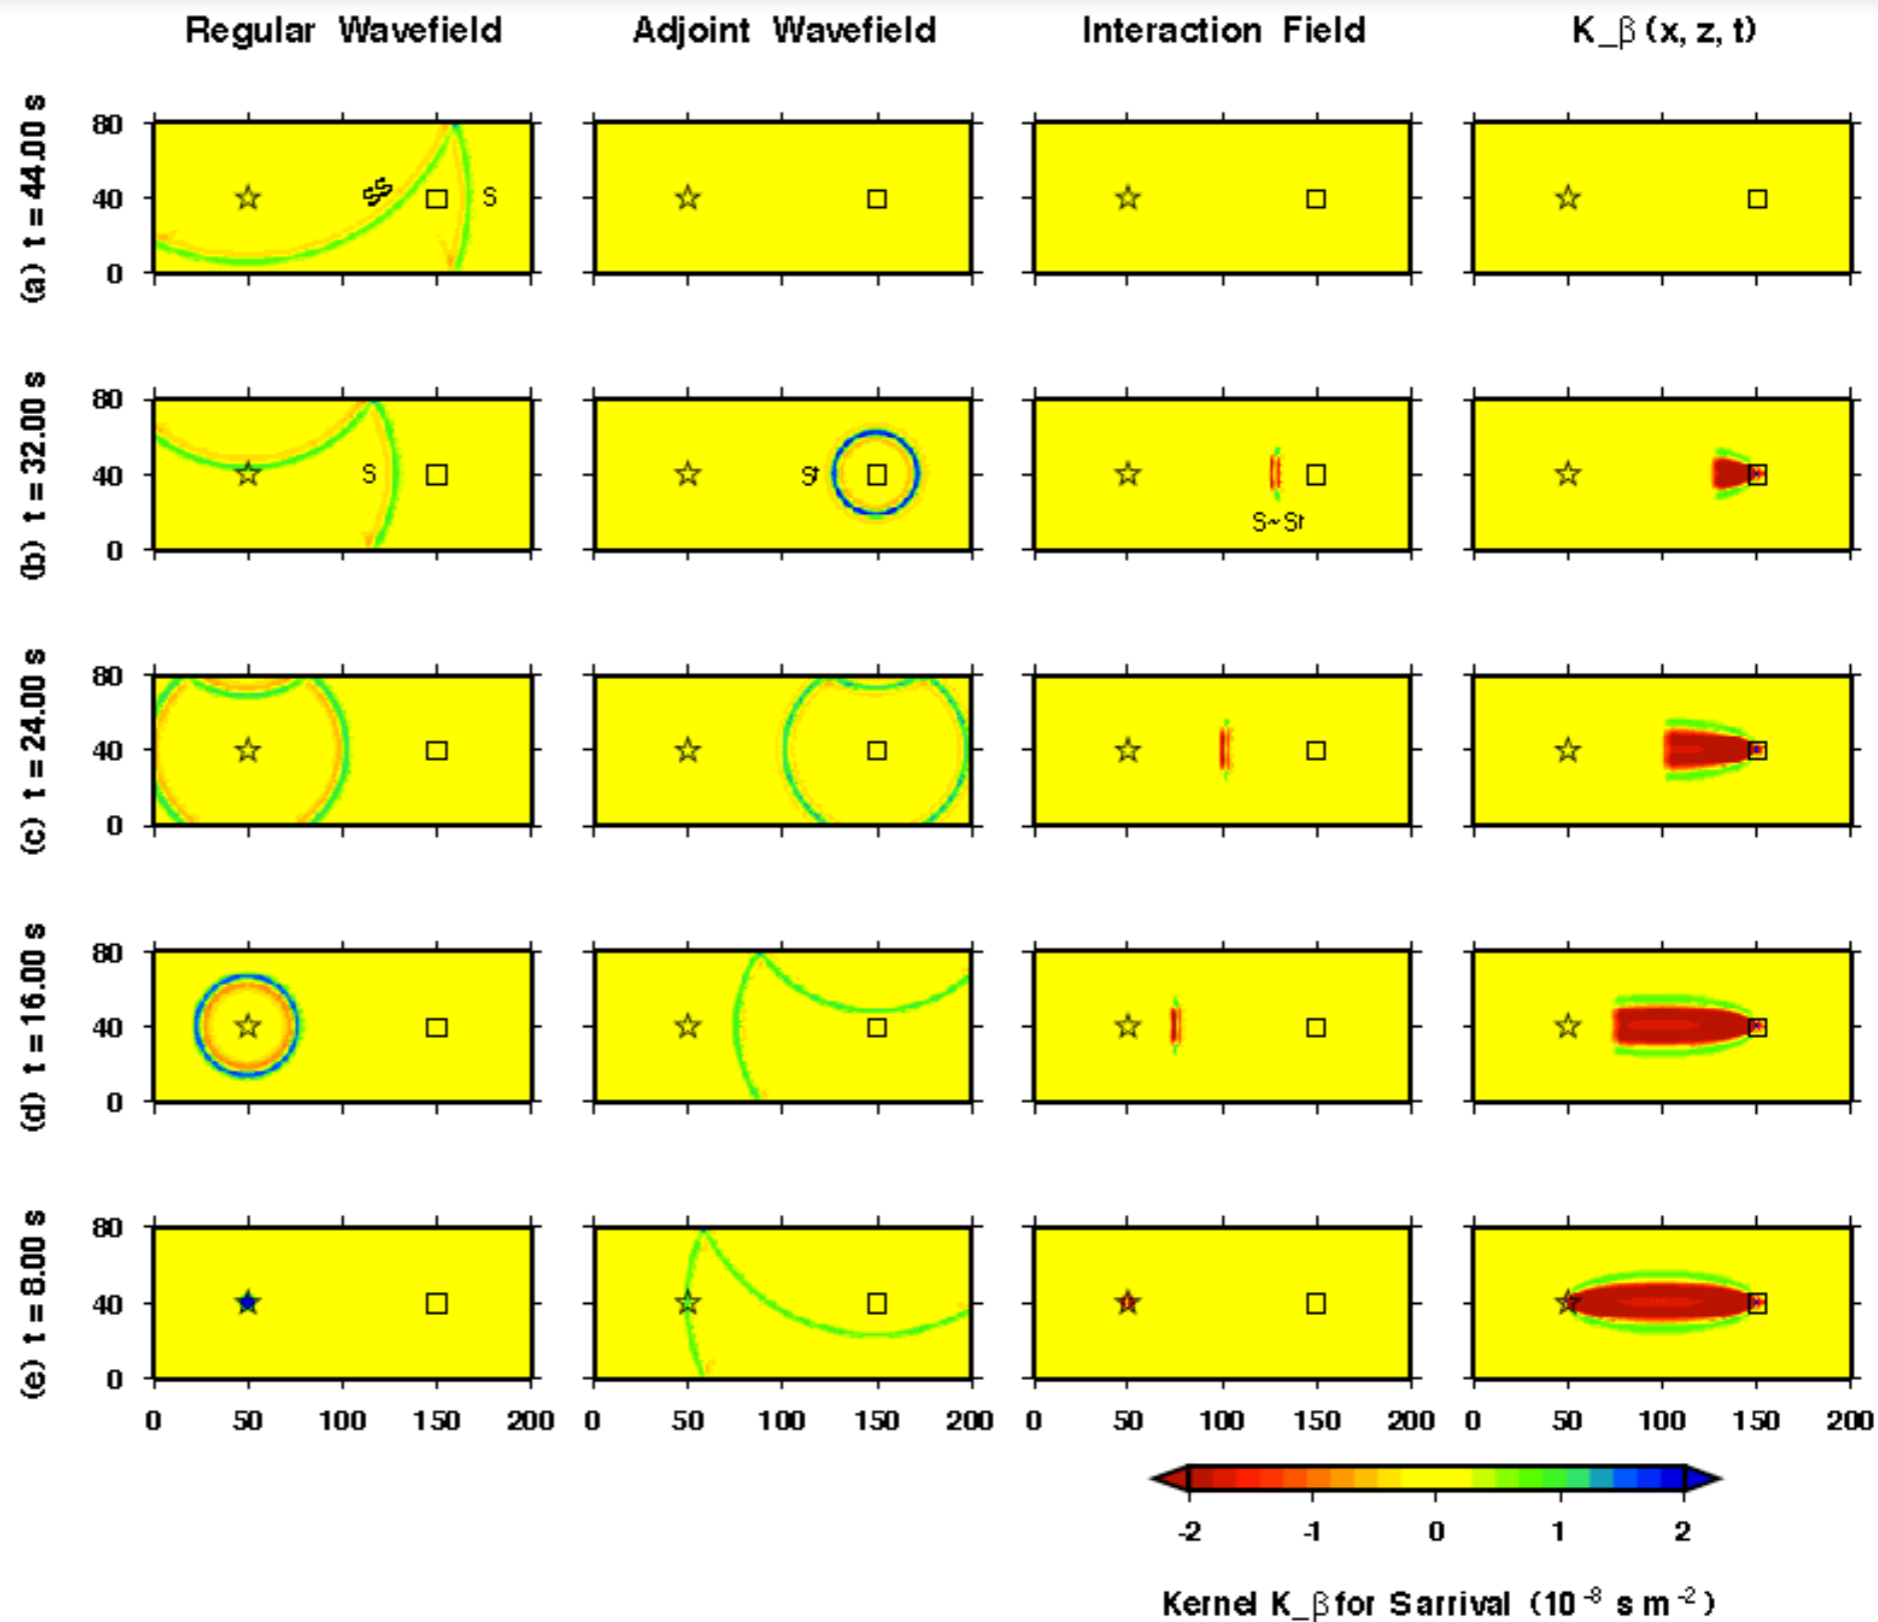 Regular Wavefield Adjoint Wavefield Interaction Field K_β (x, z, t)
(a) t = 44.00 s
80
40
0
SS
S
(b) t = 32.00 s
80
40
0
S
S†
S~S†
(c) t = 24.00 s
80
40
0
(d) t = 16.00 s
80
40
0
(e) t = 8.00 s
80
40
0
0 50 100 150 200 0 50 100 150 200 0 50 100 150 200 0 50 100 150 200
-2 -1 0 1 2
Kernel K_β for S arrival (10⁻⁸ s m⁻²)